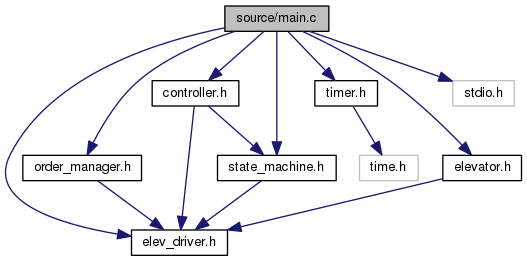 source/main.c
controller.h
timer.h
stdio.h
order_manager.h
state_machine.h
time.h
elevator.h
elev_driver.h